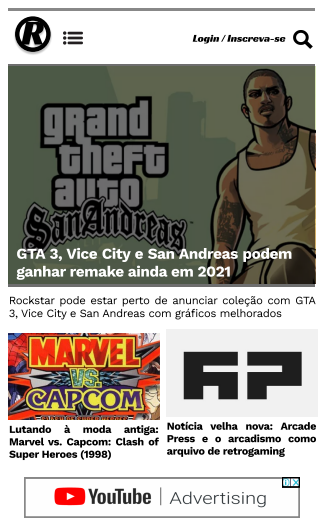 R
Login / Inscreva-se
grand
theft
auto
San Andreas
GTA 3, Vice City e San Andreas podem
ganhar remake ainda em 2021
Rockstar pode estar perto de anunciar coleção com GTA
3, Vice City e San Andreas com gráficos melhorados
MARVEL
VS.
CAPCOM
Lutando à moda antiga:
Marvel vs. Capcom: Clash of
Super Heroes (1998)
AP
Notícia velha nova: Arcade
Press e o arcadismo como
arquivo de retrogaming
YouTube | Advertising